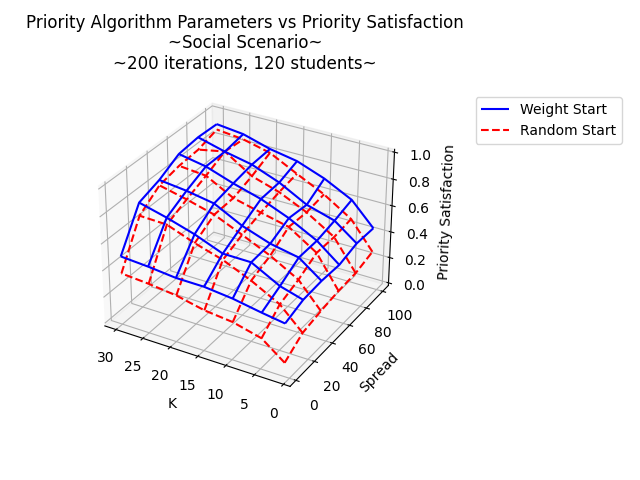 Priority Algorithm Parameters vs Priority Satisfaction
~Social Scenario~
~200 iterations, 120 students~
Weight Start
Random Start
Priority Satisfaction
1.0
0.8
0.6
0.4
0.2
0.0
100
80
60
40
20
0
Spread
30
25
20
15
10
5
0
K